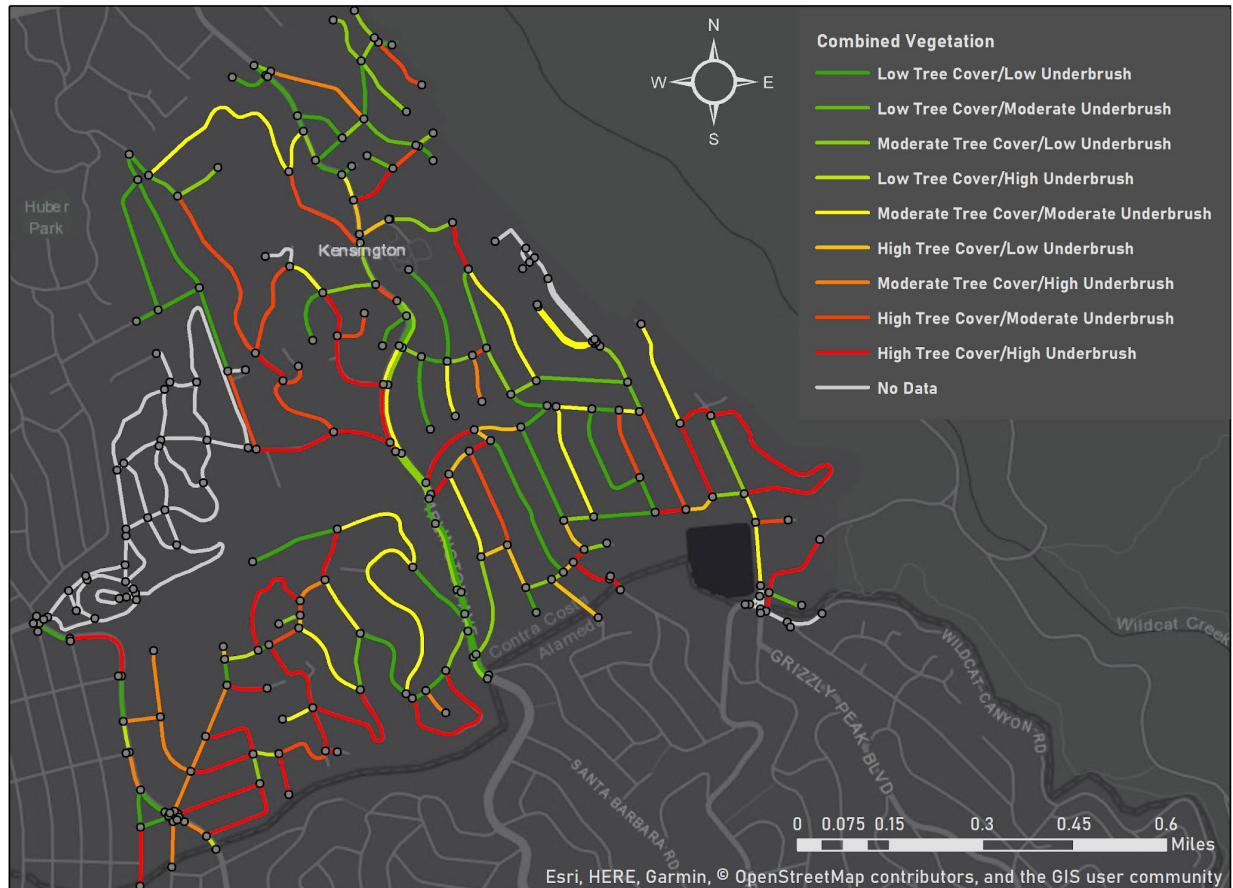 N
W
E
S
Combined Vegetation
Low Tree Cover/Low Underbrush
Low Tree Cover/Moderate Underbrush
Moderate Tree Cover/Low Underbrush
Low Tree Cover/High Underbrush
Moderate Tree Cover/Moderate Underbrush
High Tree Cover/Low Underbrush
Moderate Tree Cover/High Underbrush
High Tree Cover/Moderate Underbrush
High Tree Cover/High Underbrush
No Data
Huber
Park
Kensington
Contra Costa
Alameda
Wildcat Creek
WILDCAT CANYON RD
GRIZZLY PEAK BLVD
SANTA BARBARA RD
0 0.075 0.15 0.3 0.45 0.6
Miles
Esri, HERE, Garmin, © OpenStreetMap contributors, and the GIS user community